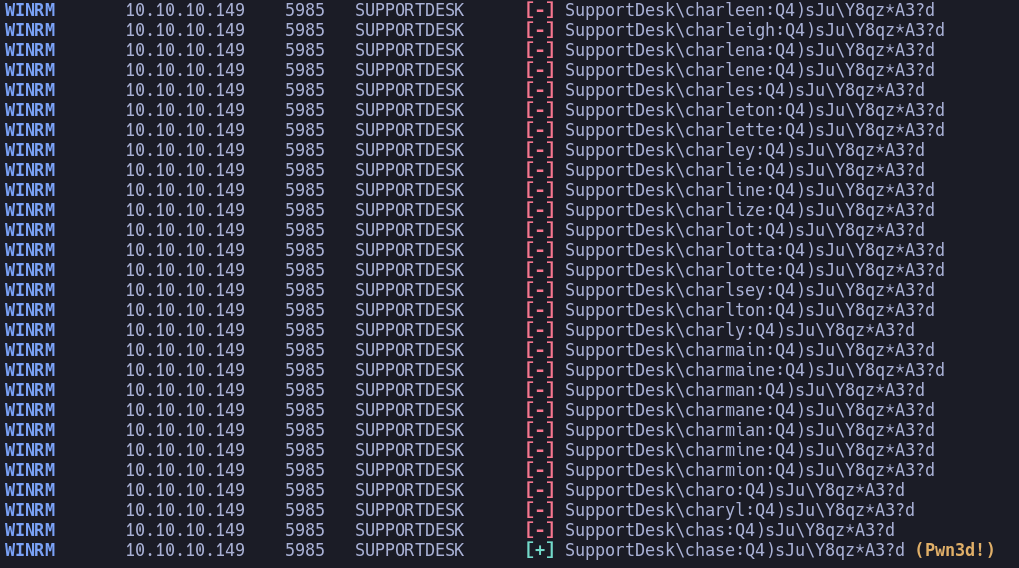 WINRM 10.10.10.149 5985 SUPPORTDESK [-] SupportDesk\charleen:Q4)sJu\Y8qz*A3?d
WINRM 10.10.10.149 5985 SUPPORTDESK [-] SupportDesk\charleigh:Q4)sJu\Y8qz*A3?d
WINRM 10.10.10.149 5985 SUPPORTDESK [-] SupportDesk\charlena:Q4)sJu\Y8qz*A3?d
WINRM 10.10.10.149 5985 SUPPORTDESK [-] SupportDesk\charlene:Q4)sJu\Y8qz*A3?d
WINRM 10.10.10.149 5985 SUPPORTDESK [-] SupportDesk\charles:Q4)sJu\Y8qz*A3?d
WINRM 10.10.10.149 5985 SUPPORTDESK [-] SupportDesk\charleton:Q4)sJu\Y8qz*A3?d
WINRM 10.10.10.149 5985 SUPPORTDESK [-] SupportDesk\charlette:Q4)sJu\Y8qz*A3?d
WINRM 10.10.10.149 5985 SUPPORTDESK [-] SupportDesk\charley:Q4)sJu\Y8qz*A3?d
WINRM 10.10.10.149 5985 SUPPORTDESK [-] SupportDesk\charlie:Q4)sJu\Y8qz*A3?d
WINRM 10.10.10.149 5985 SUPPORTDESK [-] SupportDesk\charline:Q4)sJu\Y8qz*A3?d
WINRM 10.10.10.149 5985 SUPPORTDESK [-] SupportDesk\charlize:Q4)sJu\Y8qz*A3?d
WINRM 10.10.10.149 5985 SUPPORTDESK [-] SupportDesk\charlot:Q4)sJu\Y8qz*A3?d
WINRM 10.10.10.149 5985 SUPPORTDESK [-] SupportDesk\charlotta:Q4)sJu\Y8qz*A3?d
WINRM 10.10.10.149 5985 SUPPORTDESK [-] SupportDesk\charlotte:Q4)sJu\Y8qz*A3?d
WINRM 10.10.10.149 5985 SUPPORTDESK [-] SupportDesk\charlsey:Q4)sJu\Y8qz*A3?d
WINRM 10.10.10.149 5985 SUPPORTDESK [-] SupportDesk\charlton:Q4)sJu\Y8qz*A3?d
WINRM 10.10.10.149 5985 SUPPORTDESK [-] SupportDesk\charly:Q4)sJu\Y8qz*A3?d
WINRM 10.10.10.149 5985 SUPPORTDESK [-] SupportDesk\charmain:Q4)sJu\Y8qz*A3?d
WINRM 10.10.10.149 5985 SUPPORTDESK [-] SupportDesk\charmaine:Q4)sJu\Y8qz*A3?d
WINRM 10.10.10.149 5985 SUPPORTDESK [-] SupportDesk\charman:Q4)sJu\Y8qz*A3?d
WINRM 10.10.10.149 5985 SUPPORTDESK [-] SupportDesk\charmane:Q4)sJu\Y8qz*A3?d
WINRM 10.10.10.149 5985 SUPPORTDESK [-] SupportDesk\charmian:Q4)sJu\Y8qz*A3?d
WINRM 10.10.10.149 5985 SUPPORTDESK [-] SupportDesk\charmine:Q4)sJu\Y8qz*A3?d
WINRM 10.10.10.149 5985 SUPPORTDESK [-] SupportDesk\charmion:Q4)sJu\Y8qz*A3?d
WINRM 10.10.10.149 5985 SUPPORTDESK [-] SupportDesk\charo:Q4)sJu\Y8qz*A3?d
WINRM 10.10.10.149 5985 SUPPORTDESK [-] SupportDesk\charyl:Q4)sJu\Y8qz*A3?d
WINRM 10.10.10.149 5985 SUPPORTDESK [-] SupportDesk\chas:Q4)sJu\Y8qz*A3?d
WINRM 10.10.10.149 5985 SUPPORTDESK [+] SupportDesk\chase:Q4)sJu\Y8qz*A3?d (Pwn3d!)